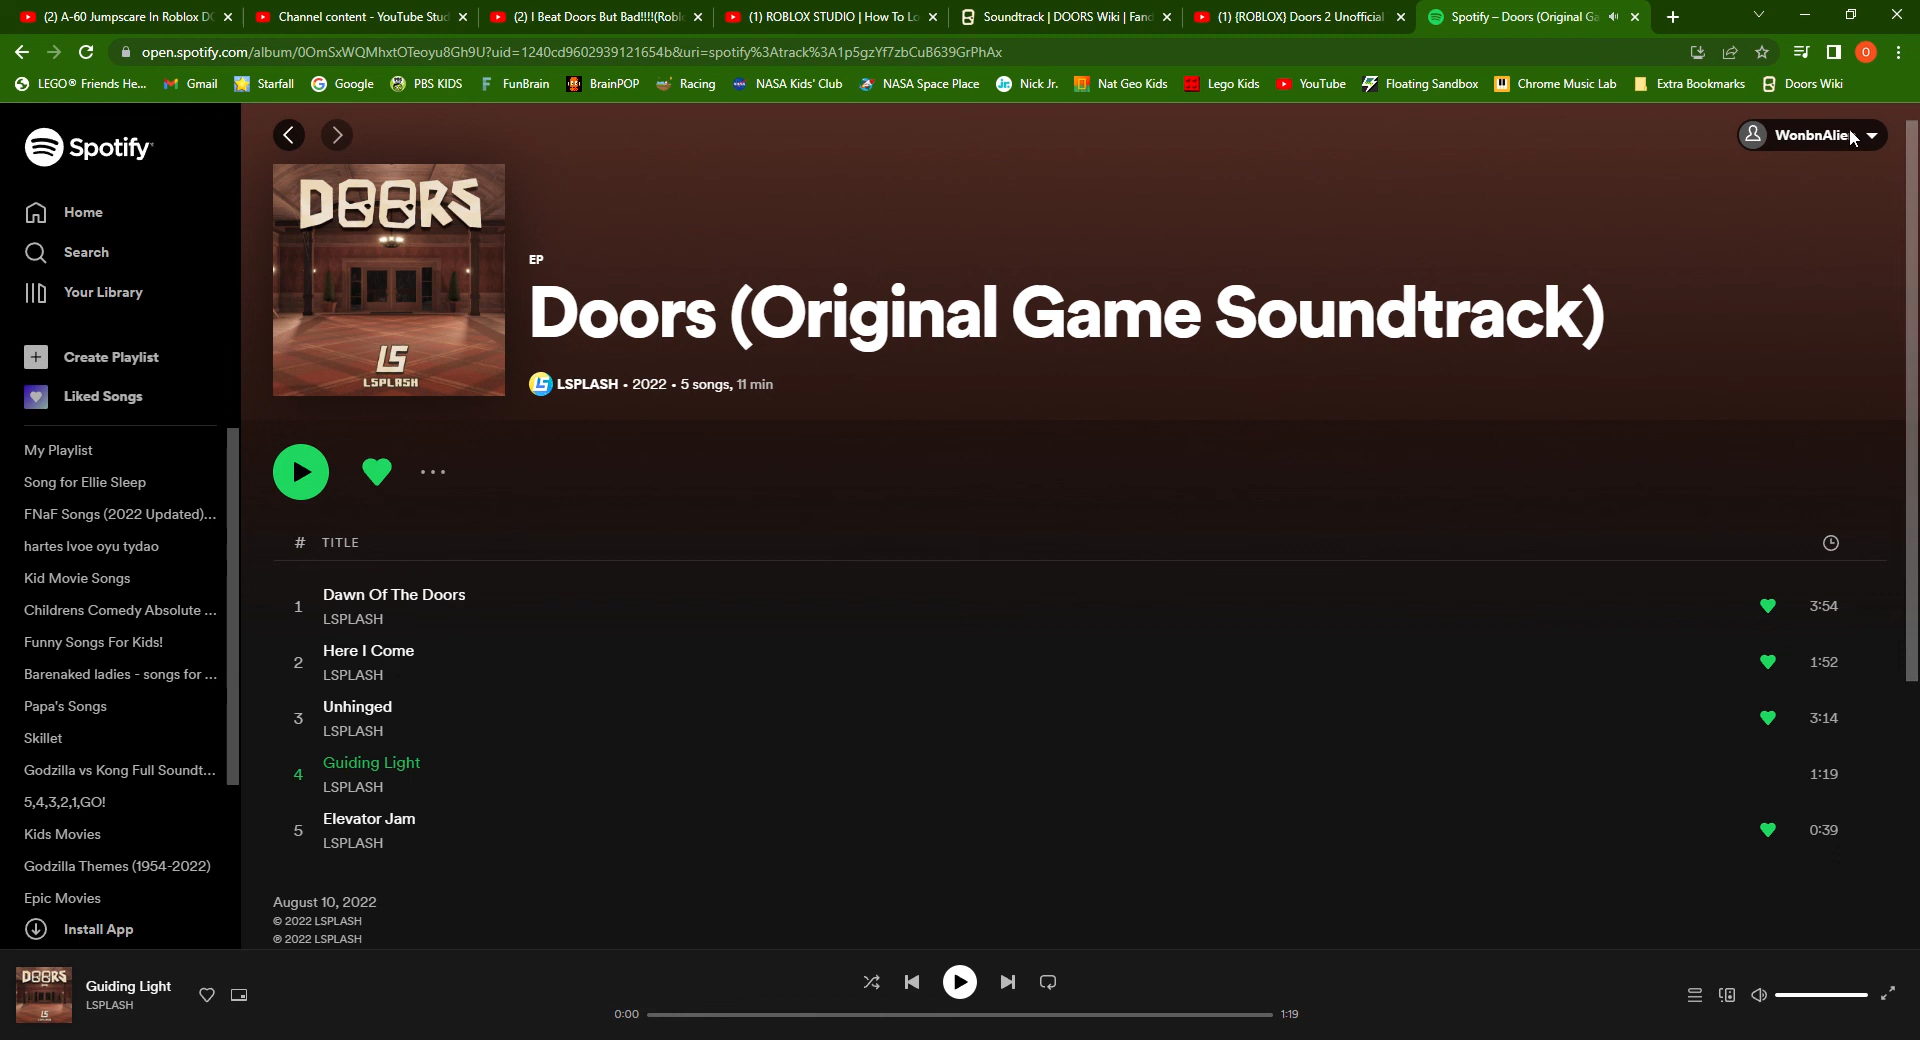 (2) A-60 Jumpscare In Roblox DO
Channel content - YouTube Stud
(2) I Beat Doors But Bad!!!!(Robl
(1) ROBLOX STUDIO | How To Lo
Soundtrack | DOORS Wiki | Fand
(1) {ROBLOX} Doors 2 Unofficial
Spotify – Doors (Original Ga
open.spotify.com/album/0OmSxWQMhxtOTeoyu8Gh9U?uid=1240cd9602939121654b&uri=spotify%3Atrack%3A1p5gzYf7zbCuB639GrPhAx
O
LEGO® Friends He...
Gmail
Starfall
Google
PBS KIDS
FunBrain
BrainPOP
Racing
NASA Kids' Club
NASA Space Place
Nick Jr.
Nat Geo Kids
Lego Kids
YouTube
Floating Sandbox
Chrome Music Lab
Extra Bookmarks
Doors Wiki
Spotify
Home
Search
Your Library
Create Playlist
Liked Songs
My Playlist
Song for Ellie Sleep
FNaF Songs (2022 Updated)...
hartes lvoe oyu tydao
Kid Movie Songs
Childrens Comedy Absolute ...
Funny Songs For Kids!
Barenaked ladies - songs for ...
Papa's Songs
Skillet
Godzilla vs Kong Full Soundt...
5,4,3,2,1,GO!
Kids Movies
Godzilla Themes (1954-2022)
Epic Movies
Install App
WonbnAlie
DOORS
LS
LSPLASH
EP
Doors (Original Game Soundtrack)
LSPLASH • 2022 • 5 songs, 11 min
# TITLE
1 Dawn Of The Doors 3:54
LSPLASH
2 Here I Come 1:52
LSPLASH
3 Unhinged 3:14
LSPLASH
4 Guiding Light 1:19
LSPLASH
5 Elevator Jam 0:39
LSPLASH
August 10, 2022
© 2022 LSPLASH
℗ 2022 LSPLASH
DOORS
LS
Guiding Light
LSPLASH
0:00
1:19